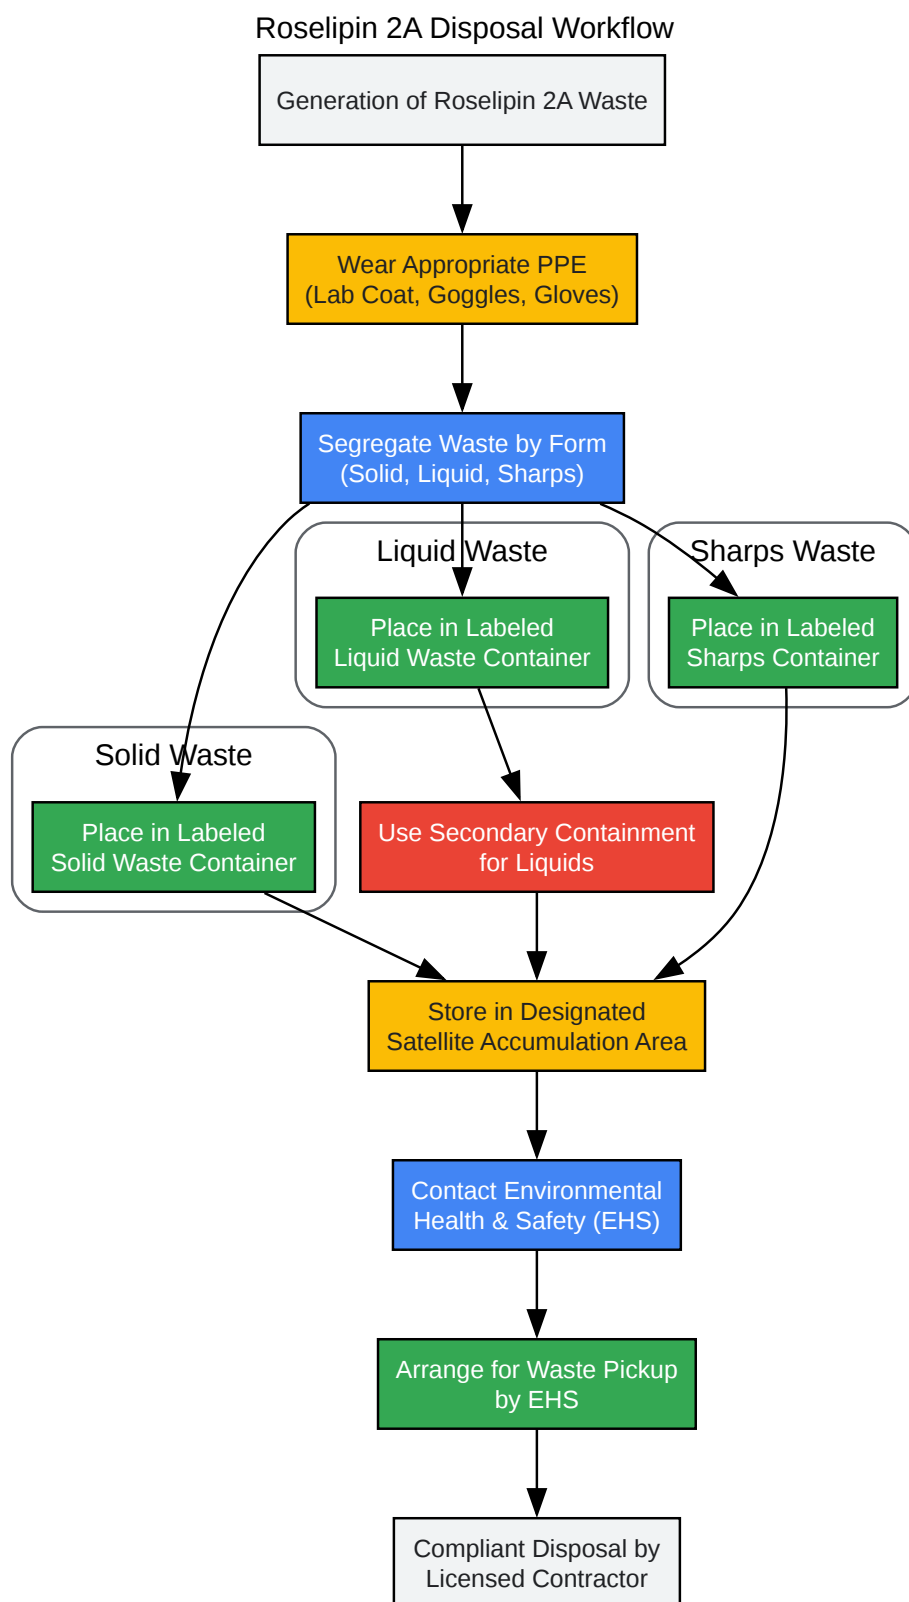 Roselipin 2A Disposal Workflow
Generation of Roselipin 2A Waste
Wear Appropriate PPE
(Lab Coat, Goggles, Gloves)
Segregate Waste by Form
(Solid, Liquid, Sharps)
Liquid Waste
Place in Labeled
Liquid Waste Container
Sharps Waste
Place in Labeled
Sharps Container
Solid Waste
Place in Labeled
Solid Waste Container
Use Secondary Containment
for Liquids
Store in Designated
Satellite Accumulation Area
Contact Environmental
Health & Safety (EHS)
Arrange for Waste Pickup
by EHS
Compliant Disposal by
Licensed Contractor